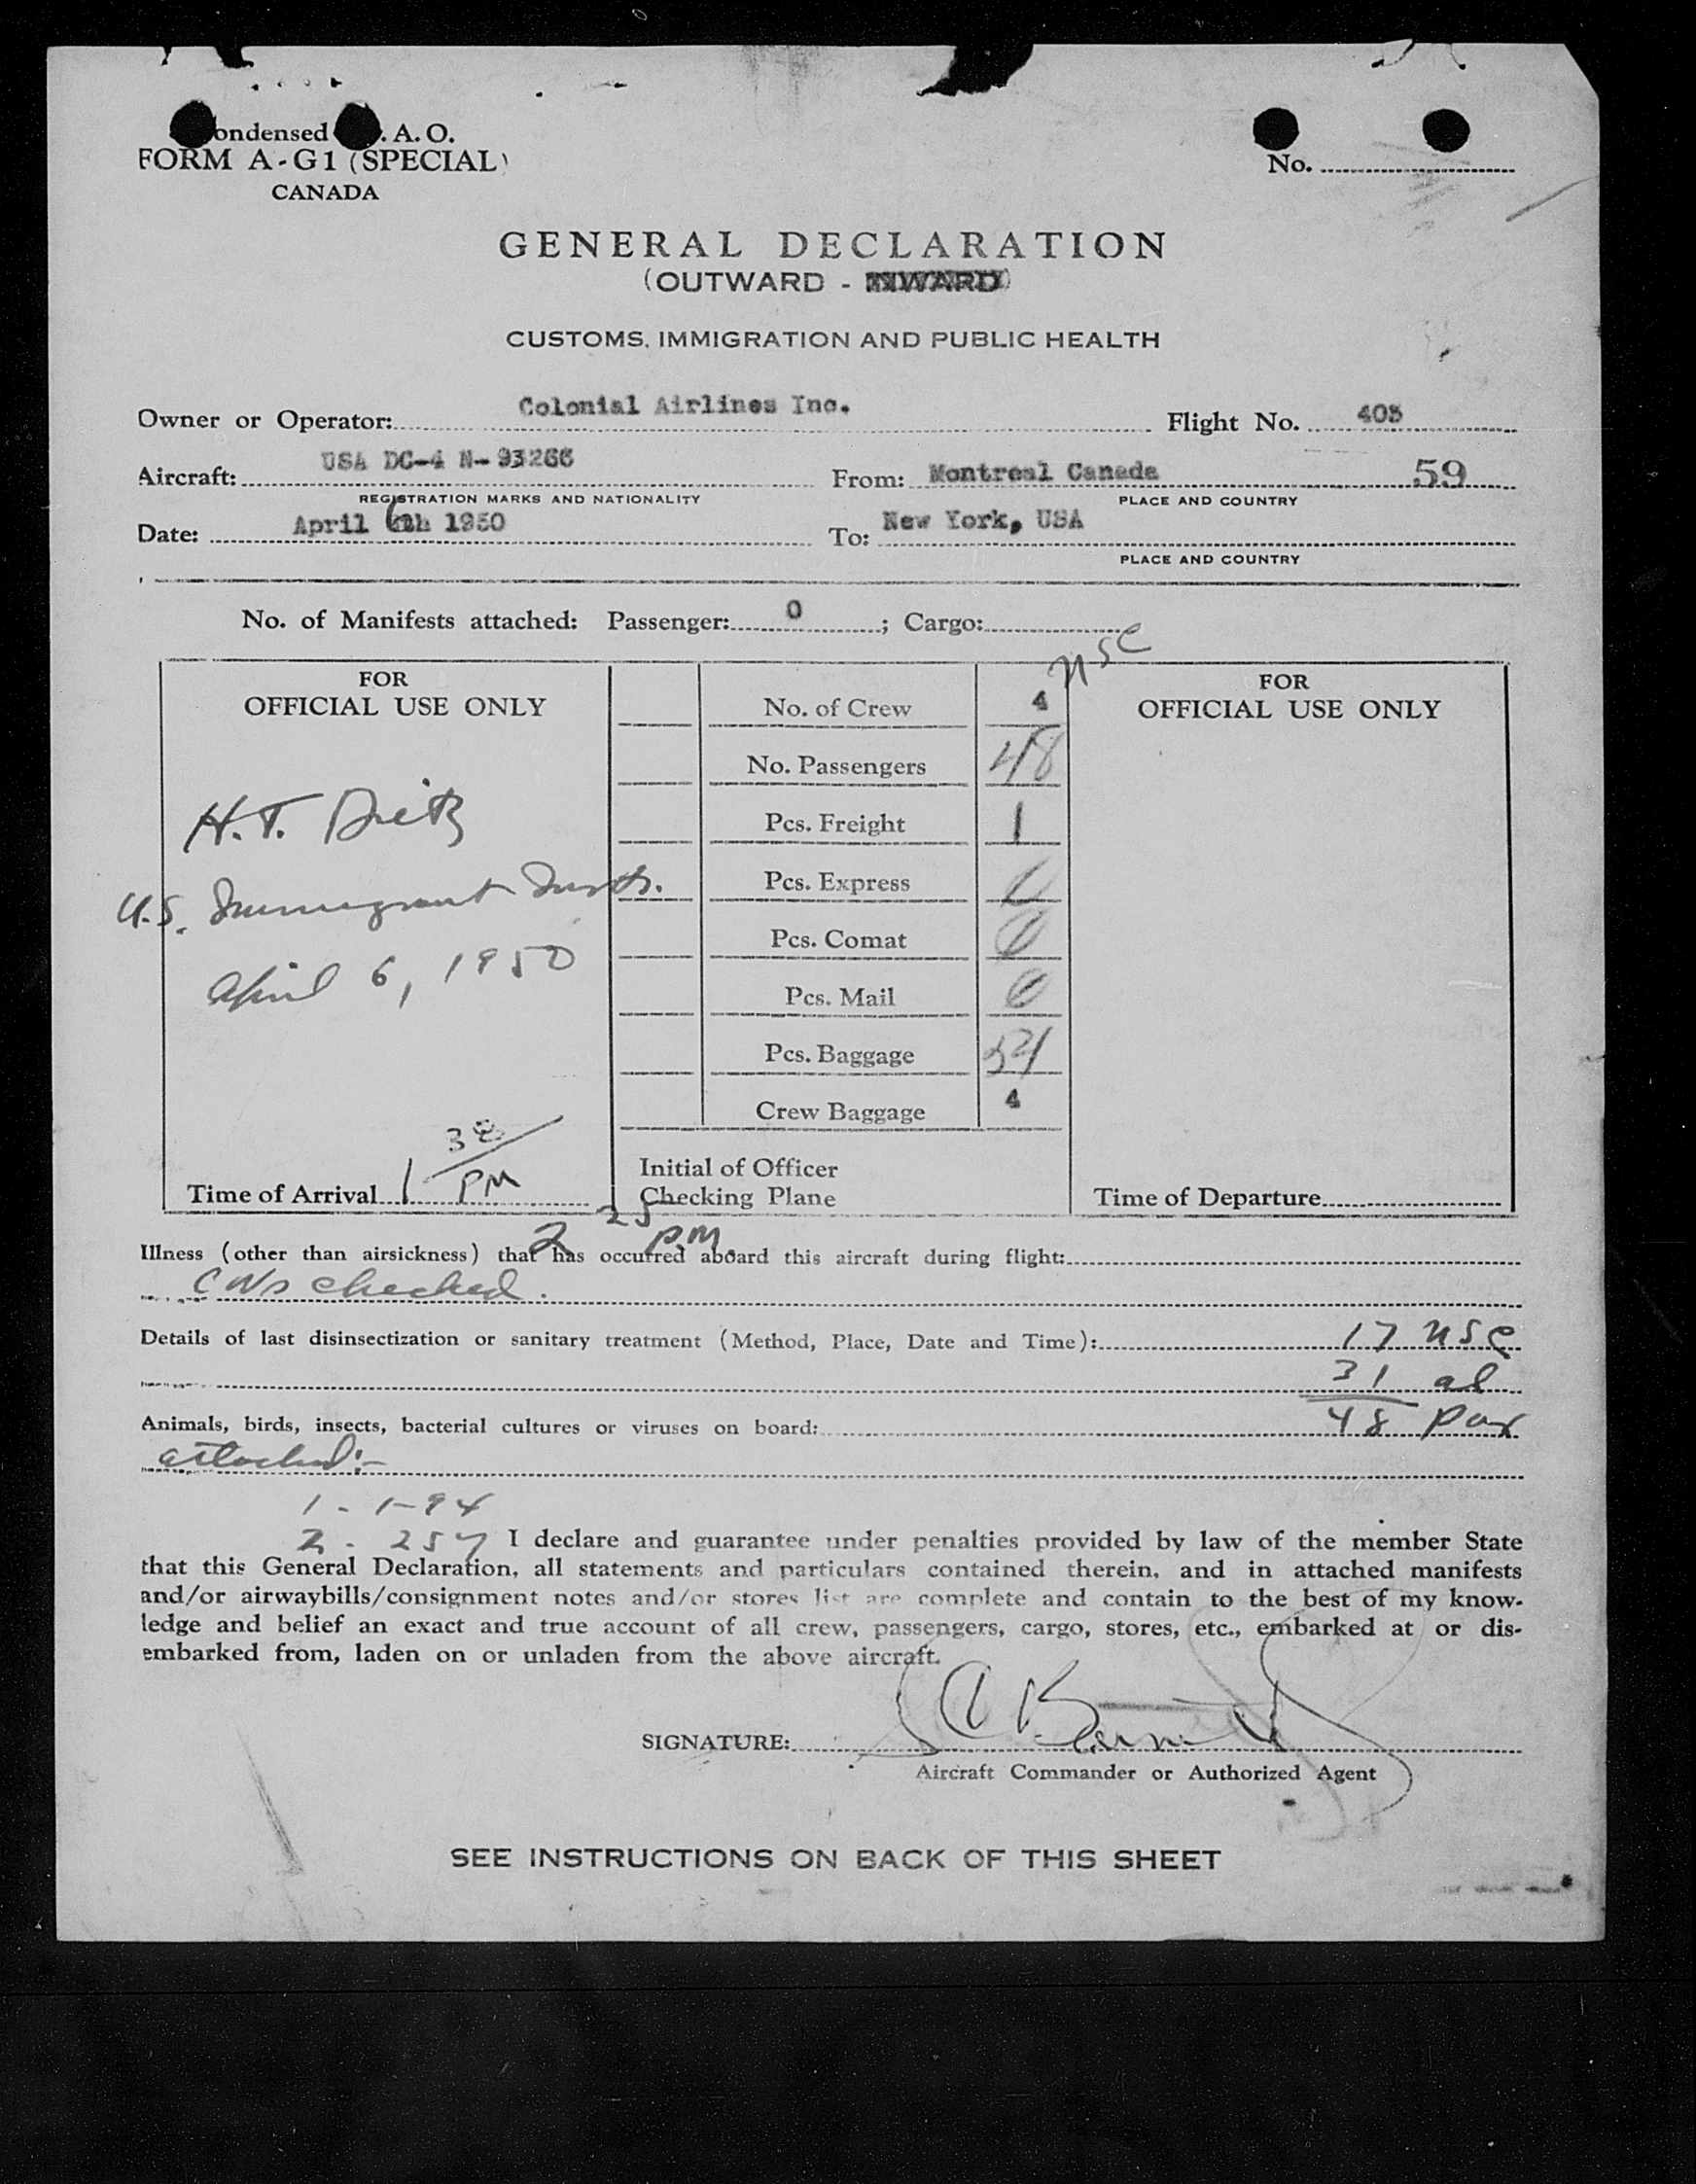 ondensed . A. O.
FORM A-G1 (SPECIAL)
CANADA
No.
GENERAL DECLARATION
(OUTWARD - INWARD)
CUSTOMS, IMMIGRATION AND PUBLIC HEALTH
Owner or Operator: Colonial Airlines Inc. Flight No. 405
Aircraft: USA DC-4 N-93266 From: Montreal Canada 59
REGISTRATION MARKS AND NATIONALITY PLACE AND COUNTRY
Date: April 6th 1950 To: New York, USA
PLACE AND COUNTRY
No. of Manifests attached: Passenger: 0 ; Cargo:
USC
FOR
OFFICIAL USE ONLY
H.T. Dietz
U.S. Immigrant
April 6, 1950
Time of Arrival 1 38 PM
No. of Crew 4
No. Passengers 48
Pcs. Freight 1
Pcs. Express
Pcs. Comat 0
Pcs. Mail 0
Pcs. Baggage 54
Crew Baggage 4
Initial of Officer
Checking Plane
FOR
OFFICIAL USE ONLY
Time of Departure
2 25 P.M.
Illness (other than airsickness) that has occurred aboard this aircraft during flight:
checked.
Details of last disinsectization or sanitary treatment (Method, Place, Date and Time): 17 USC
31 al
Animals, birds, insects, bacterial cultures or viruses on board: 48 Pax
attached:-
1 - 1-94
2 - 257 I declare and guarantee under penalties provided by law of the member State
that this General Declaration, all statements and particulars contained therein, and in attached manifests
and/or airwaybills/consignment notes and/or stores list are complete and contain to the best of my know-
ledge and belief an exact and true account of all crew, passengers, cargo, stores, etc., embarked at or dis-
embarked from, laden on or unladen from the above aircraft.
SIGNATURE:
Aircraft Commander or Authorized Agent
SEE INSTRUCTIONS ON BACK OF THIS SHEET